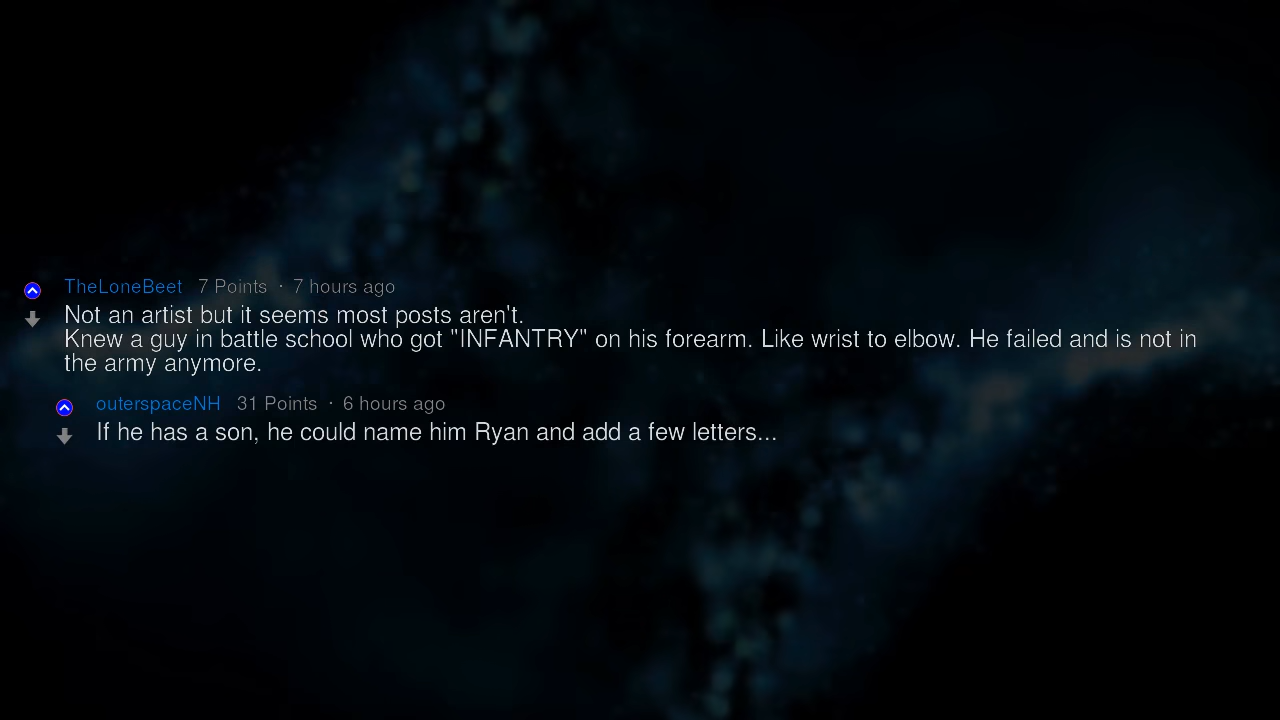 TheLoneBeet 7 Points · 7 hours ago
Not an artist but it seems most posts aren't.
Knew a guy in battle school who got "INFANTRY" on his forearm. Like wrist to elbow. He failed and is not in
the army anymore.
outerspaceNH 31 Points · 6 hours ago
If he has a son, he could name him Ryan and add a few letters...